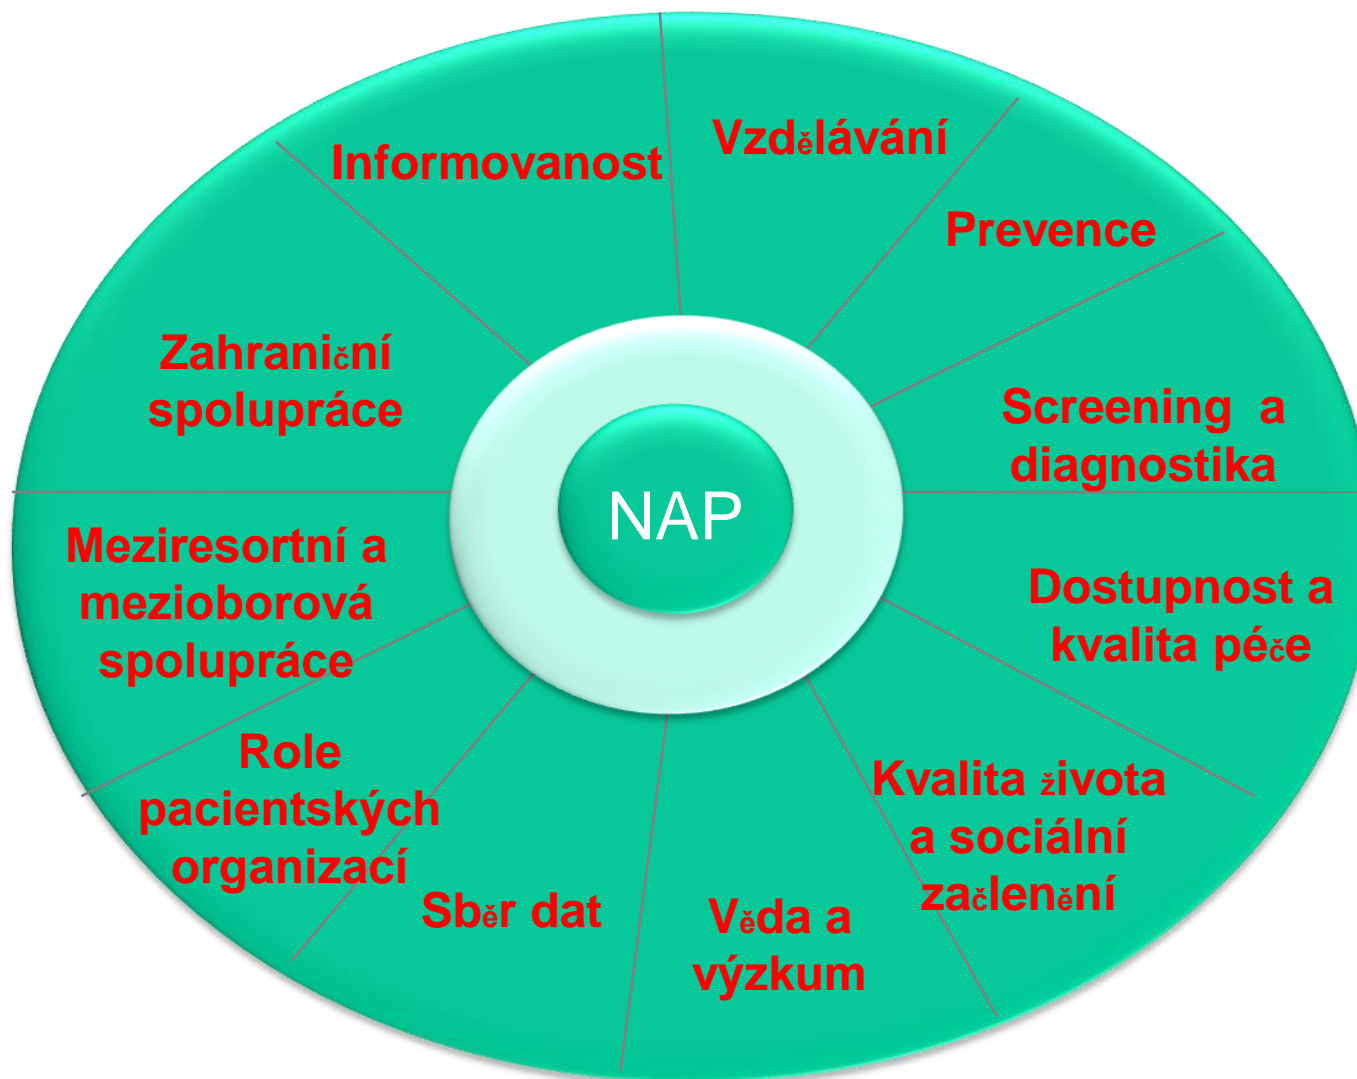 Informovanost
Vzdělávání
Prevence
Zahraniční
spolupráce
Screening a
diagnostika
NAP
Meziresortní a
mezioborová
spolupráce
Dostupnost a
kvalita péče
Role
pacientských
organizací
Kvalita života
a sociální
začlenění
Sběr dat
Věda a
výzkum